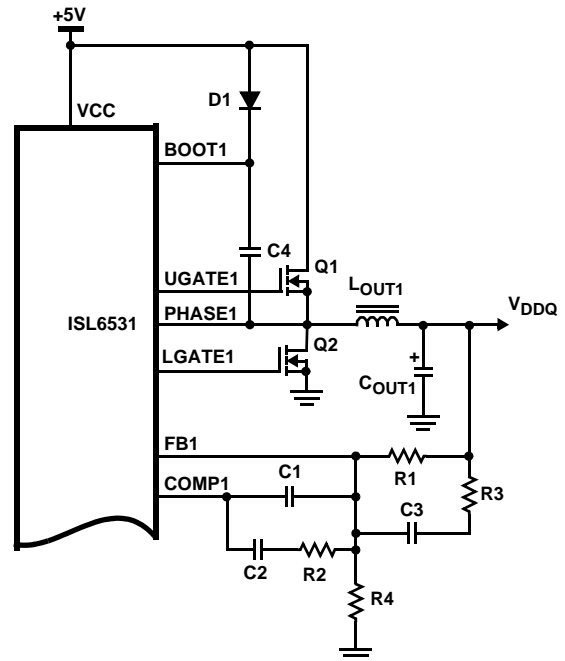 +5V
VCC
D1
BOOT1
C4
Q1
UGATE1
LOUT1
VDDQ
ISL6531
PHASE1
Q2
LGATE1
+
COUT1
FB1
R1
C1
COMP1
R3
C3
C2
R2
R4